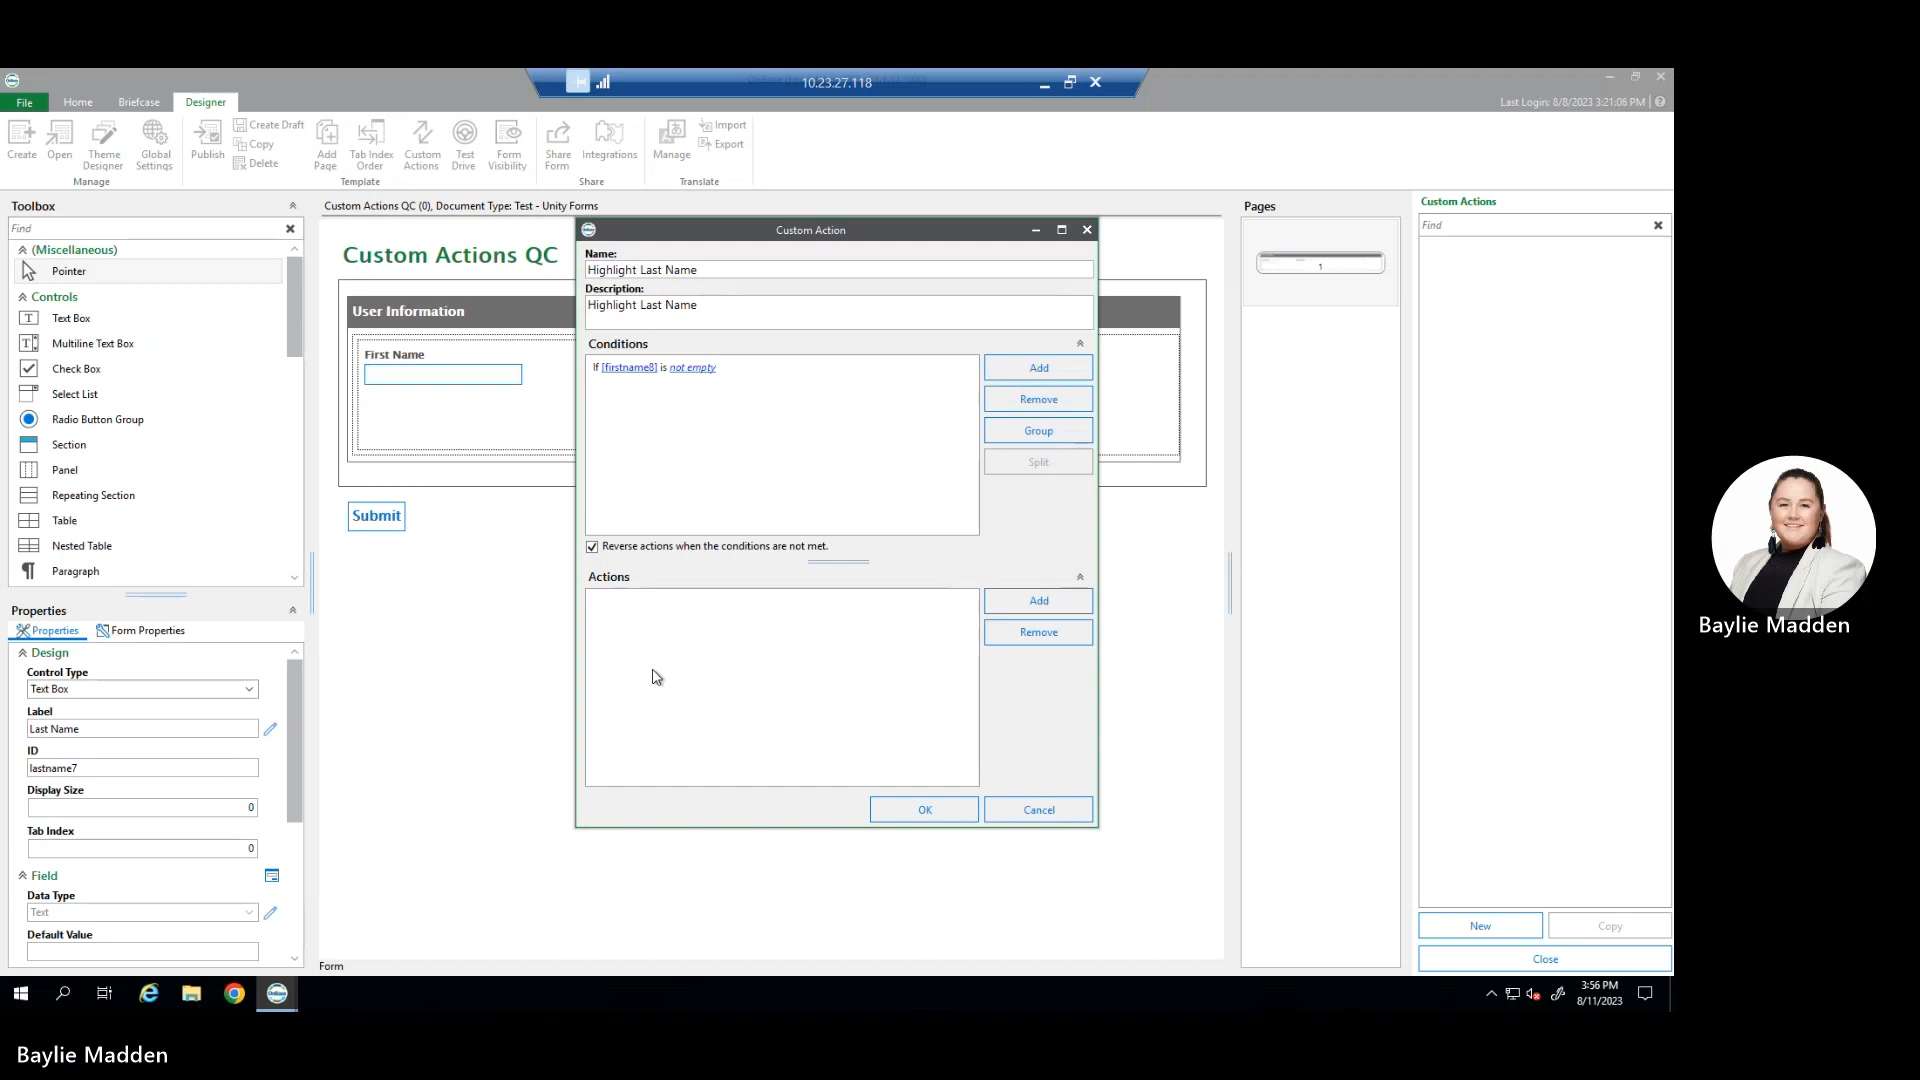 10.23.27.118
File
Home
Briefcase
Designer
Last Login: 8/8/2023 3:21:06 PM
Create
Open
Theme Designer
Global Settings
Manage
Publish
Create Draft
Copy
Delete
Add Page
Tab Index Order
Custom Actions
Test Drive
Form Visibility
Template
Share Form
Integrations
Share
Manage
Import
Export
Translate
Toolbox
Find
(Miscellaneous)
Pointer
Controls
Text Box
Multiline Text Box
Check Box
Select List
Radio Button Group
Section
Panel
Repeating Section
Table
Nested Table
Paragraph
Properties
Properties
Form Properties
Design
Control Type
Text Box
Label
Last Name
ID
lastname7
Display Size
0
Tab Index
0
Field
Data Type
Text
Default Value
Custom Actions QC (0), Document Type: Test - Unity Forms
Custom Actions QC
User Information
First Name
Submit
Form
Custom Action
Name:
Highlight Last Name
Description:
Highlight Last Name
Conditions
If [firstname8] is not empty
Add
Remove
Group
Split
Reverse actions when the conditions are not met.
Actions
Add
Remove
OK
Cancel
Pages
1
Custom Actions
Find
New
Copy
Close
3:56 PM
8/11/2023
Baylie Madden
Baylie Madden